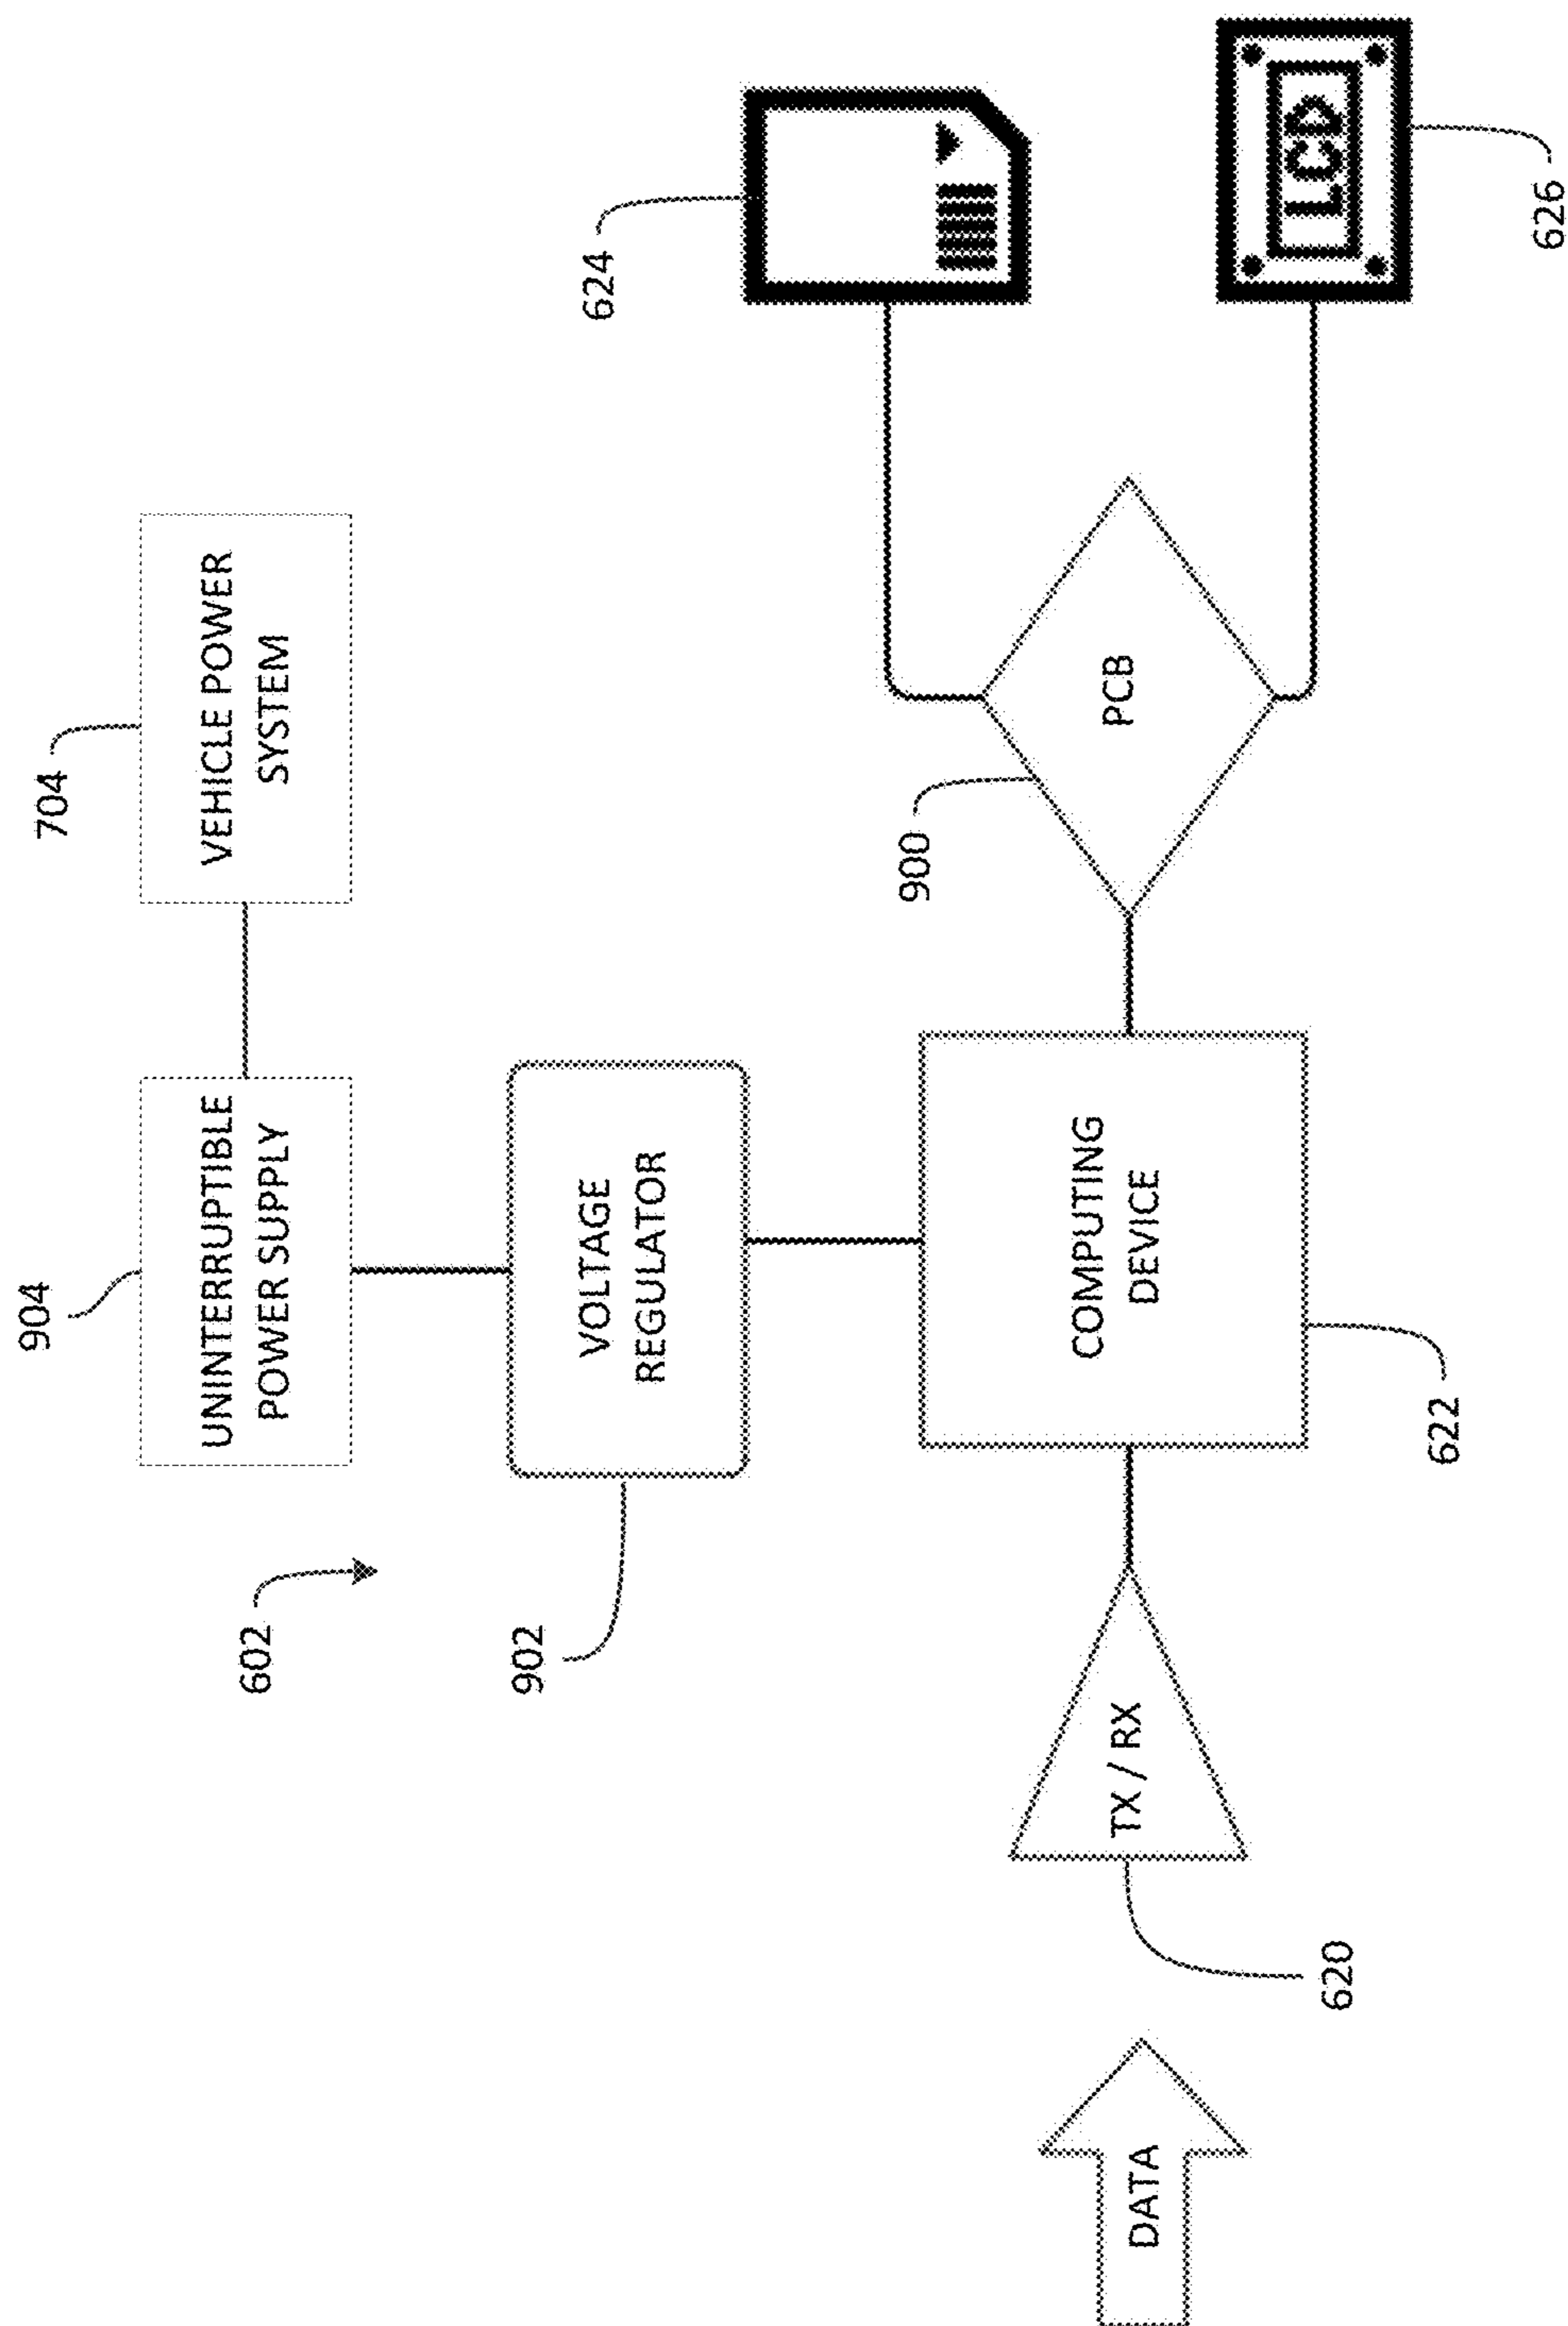 904
704
UNINTERRUPTIBLE
POWER SUPPLY
VEHICLE POWER
SYSTEM
602
902
VOLTAGE
REGULATOR
624
900
DATA
TX / RX
COMPUTING
DEVICE
PCB
LCD
620
622
626